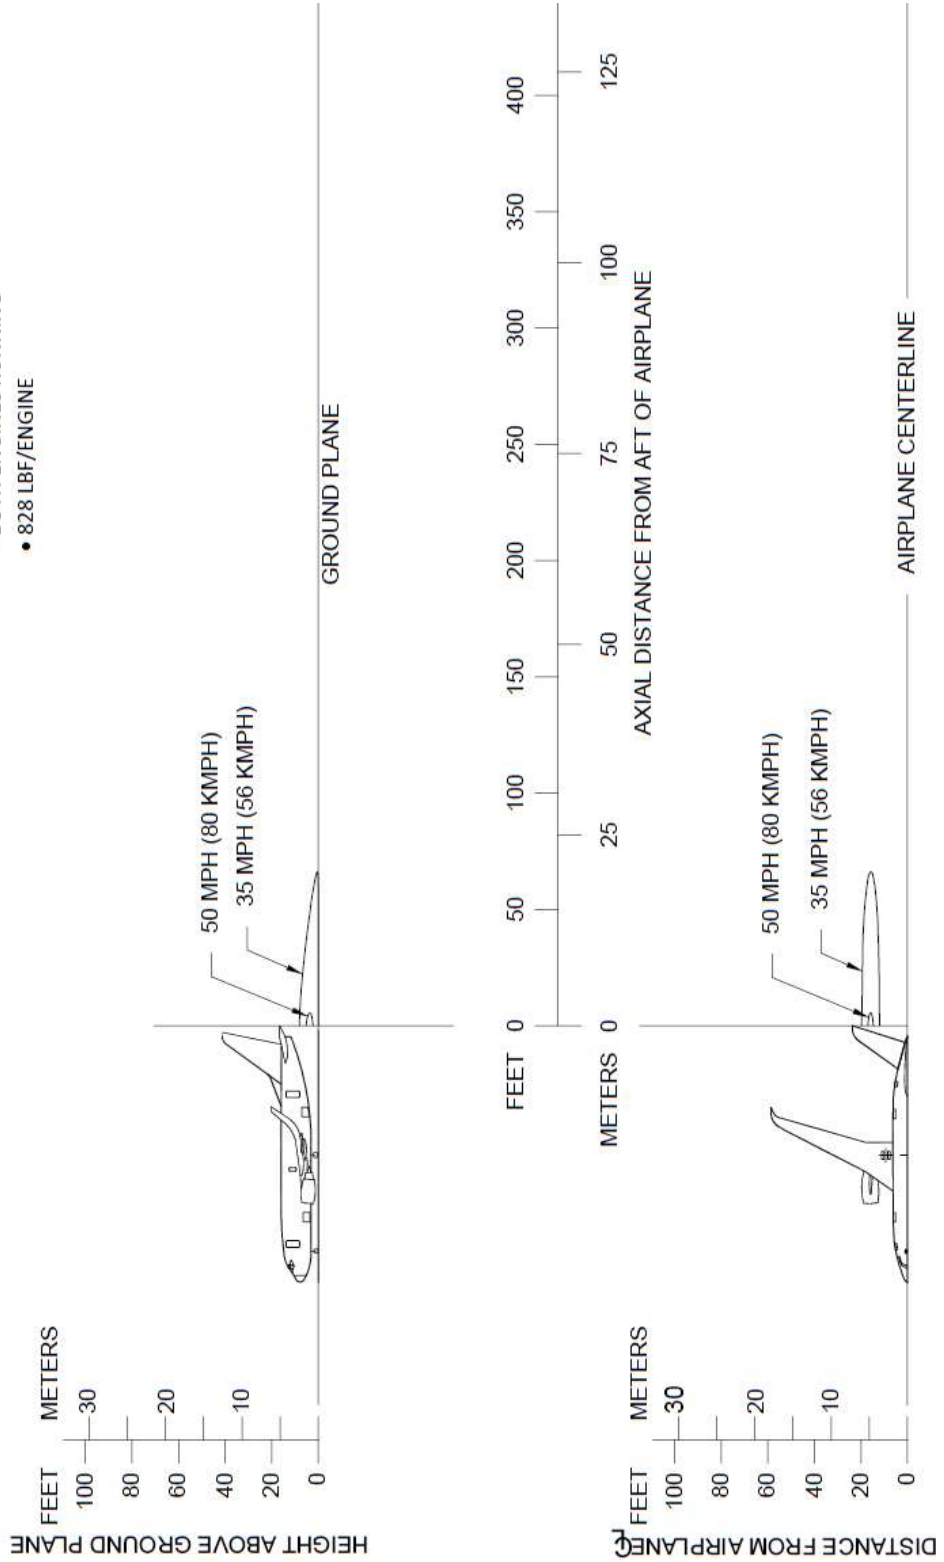 • 828 LBF/ENGINE
HEIGHT ABOVE GROUND PLANE
FEET
METERS
100
80
60
40
20
0
30
20
10
50 MPH (80 KMPH)
35 MPH (56 KMPH)
GROUND PLANE
FEET
0
50
100
150
200
250
300
350
400
METERS
0
25
50
75
100
125
AXIAL DISTANCE FROM AFT OF AIRPLANE
DISTANCE FROM AIRPLANE ℄
FEET
METERS
100
80
60
40
20
0
30
20
10
50 MPH (80 KMPH)
35 MPH (56 KMPH)
AIRPLANE CENTERLINE